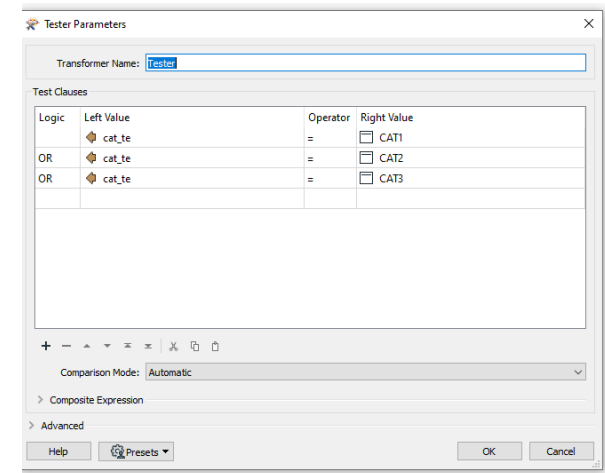 Tester Parameters
Transformer Name: Tester
Test Clauses
Logic Left Value Operator Right Value
cat_te = CAT1
OR cat_te = CAT2
OR cat_te = CAT3
Comparison Mode: Automatic
Composite Expression
Advanced
Help Presets OK Cancel